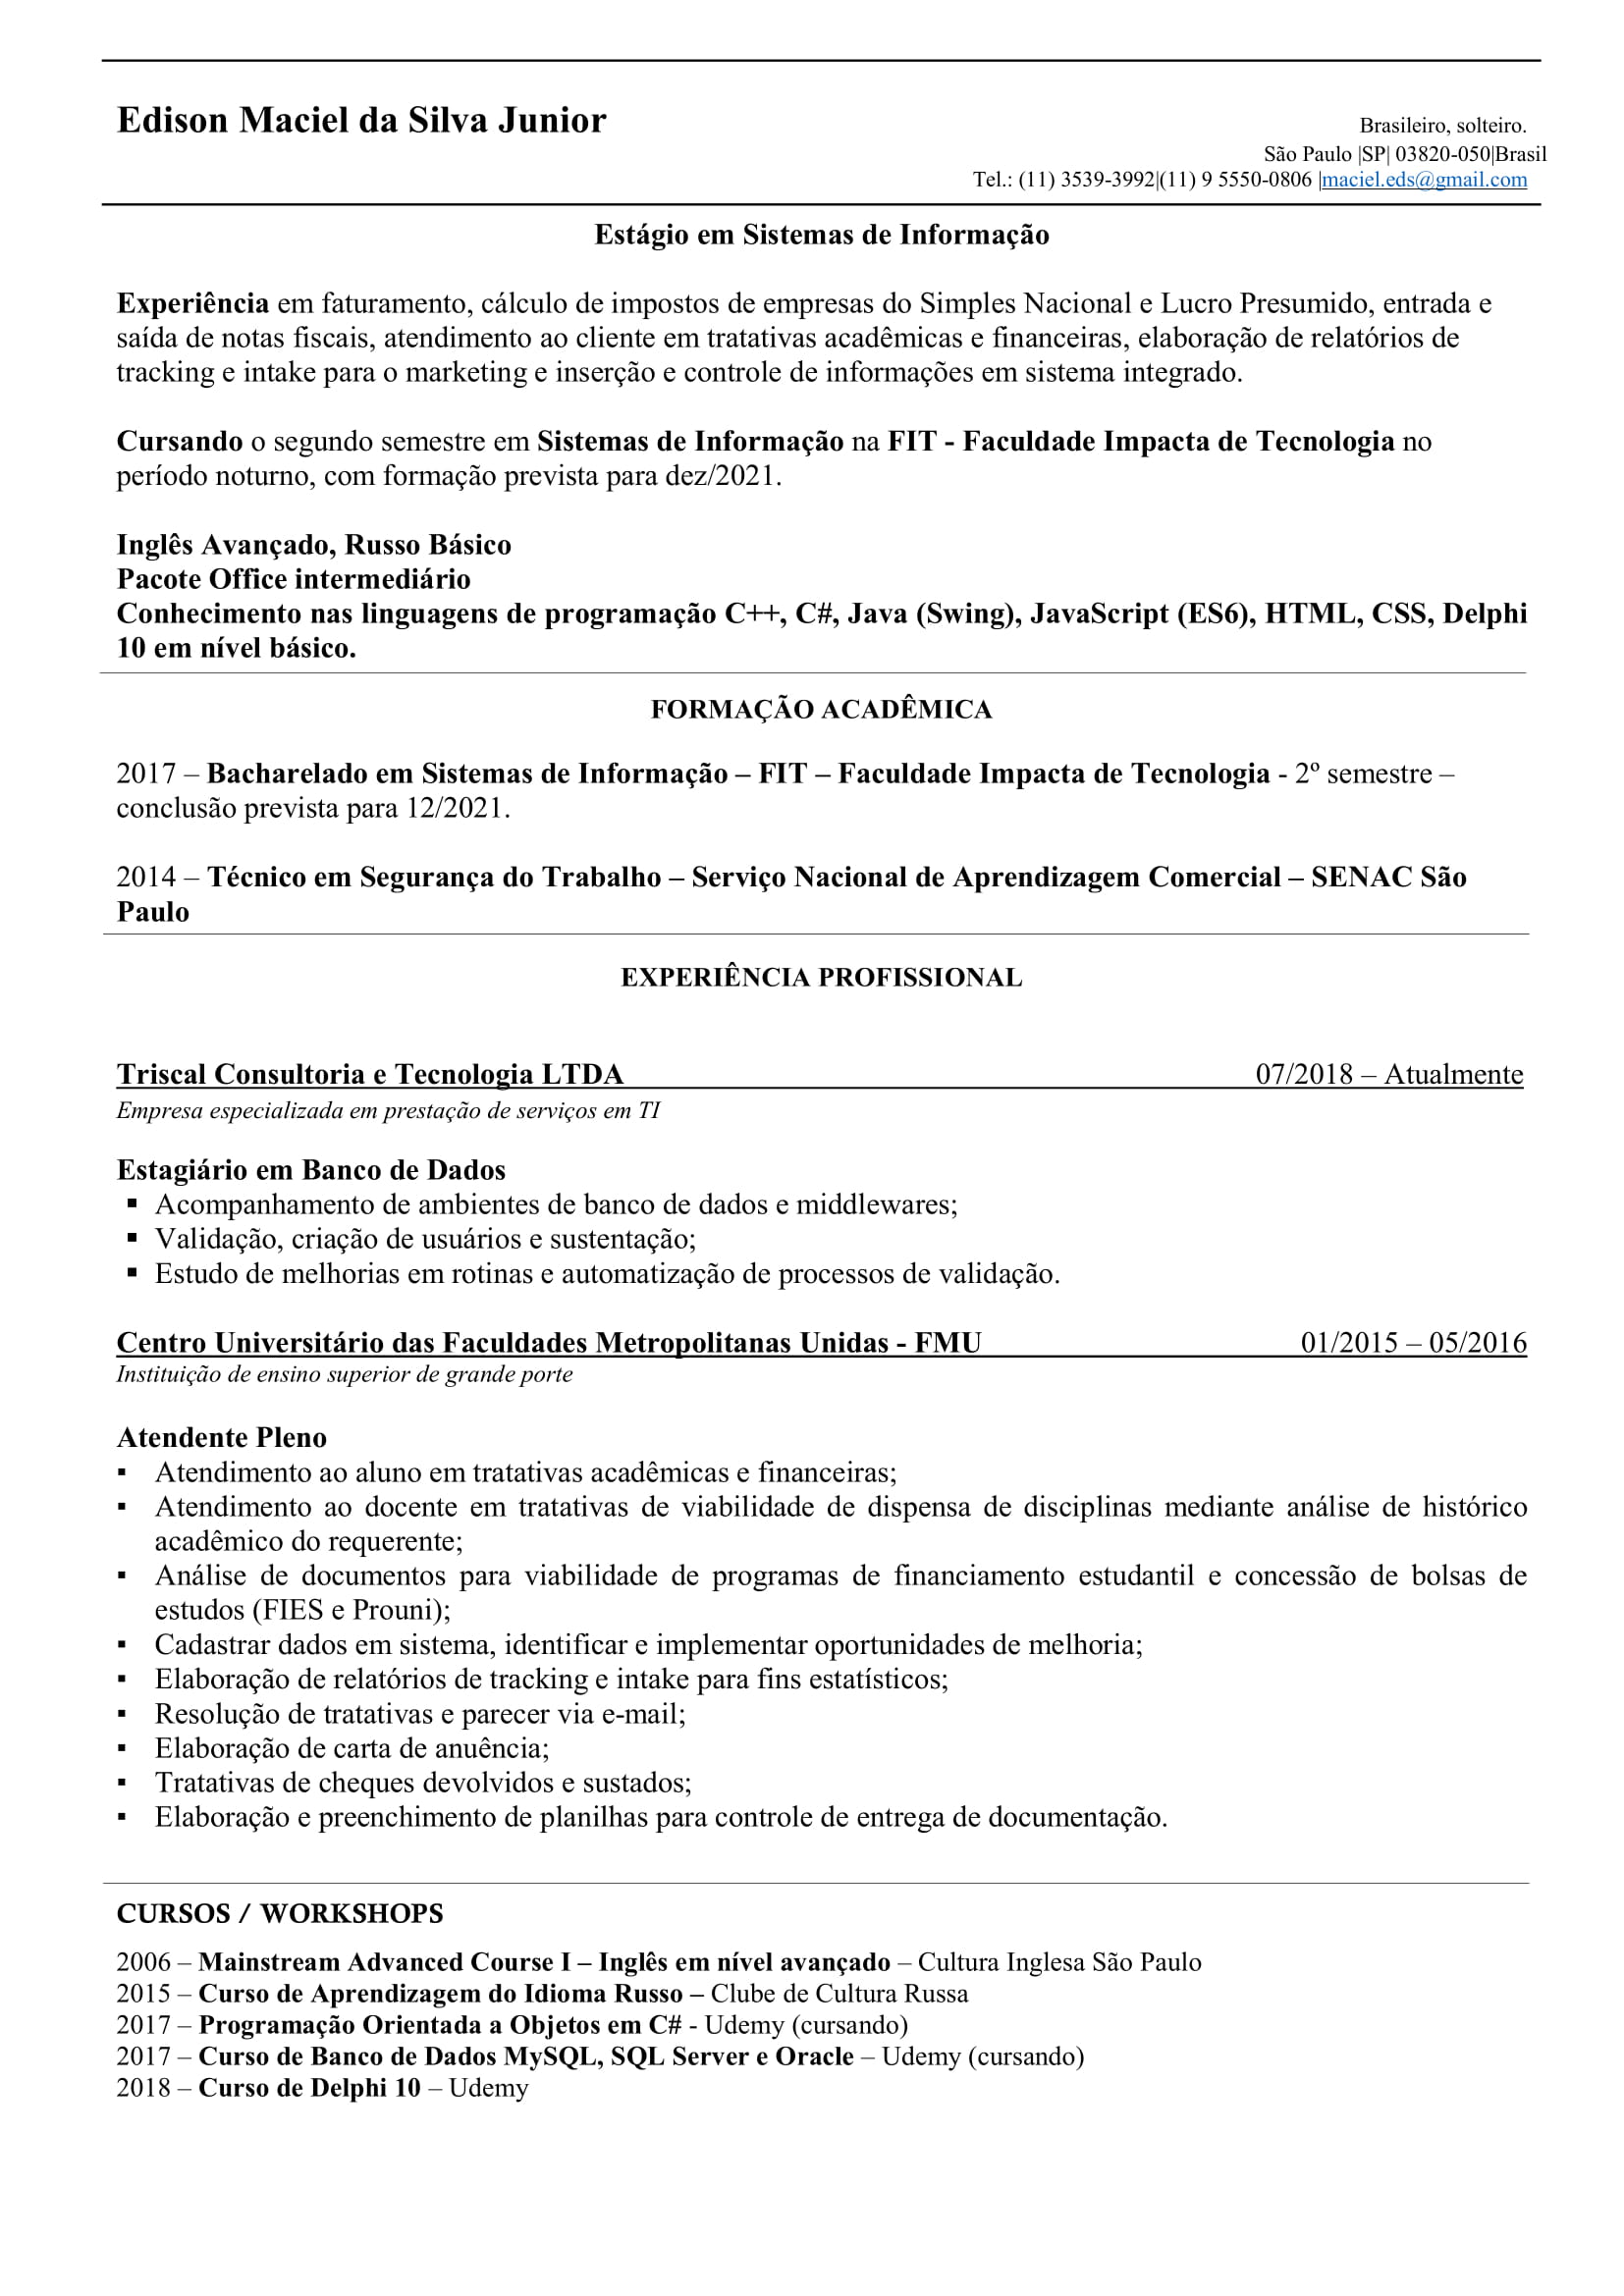 Edison Maciel da Silva Junior
Brasileiro, solteiro.
São Paulo |SP| 03820-050|Brasil
Tel.: (11) 3539-3992|(11) 9 5550-0806 |maciel.eds@gmail.com
Estágio em Sistemas de Informação
Experiência em faturamento, cálculo de impostos de empresas do Simples Nacional e Lucro Presumido, entrada e
saída de notas fiscais, atendimento ao cliente em tratativas acadêmicas e financeiras, elaboração de relatórios de
tracking e intake para o marketing e inserção e controle de informações em sistema integrado.
Cursando o segundo semestre em Sistemas de Informação na FIT - Faculdade Impacta de Tecnologia no
período noturno, com formação prevista para dez/2021.
Inglês Avançado, Russo Básico
Pacote Office intermediário
Conhecimento nas linguagens de programação C++, C#, Java (Swing), JavaScript (ES6), HTML, CSS, Delphi
10 em nível básico.
FORMAÇÃO ACADÊMICA
2017 – Bacharelado em Sistemas de Informação – FIT – Faculdade Impacta de Tecnologia - 2º semestre –
conclusão prevista para 12/2021.
2014 – Técnico em Segurança do Trabalho – Serviço Nacional de Aprendizagem Comercial – SENAC São
Paulo
EXPERIÊNCIA PROFISSIONAL
Triscal Consultoria e Tecnologia LTDA 07/2018 – Atualmente
Empresa especializada em prestação de serviços em TI
Estagiário em Banco de Dados
▪ Acompanhamento de ambientes de banco de dados e middlewares;
▪ Validação, criação de usuários e sustentação;
▪ Estudo de melhorias em rotinas e automatização de processos de validação.
Centro Universitário das Faculdades Metropolitanas Unidas - FMU 01/2015 – 05/2016
Instituição de ensino superior de grande porte
Atendente Pleno
▪ Atendimento ao aluno em tratativas acadêmicas e financeiras;
▪ Atendimento ao docente em tratativas de viabilidade de dispensa de disciplinas mediante análise de histórico
acadêmico do requerente;
▪ Análise de documentos para viabilidade de programas de financiamento estudantil e concessão de bolsas de
estudos (FIES e Prouni);
▪ Cadastrar dados em sistema, identificar e implementar oportunidades de melhoria;
▪ Elaboração de relatórios de tracking e intake para fins estatísticos;
▪ Resolução de tratativas e parecer via e-mail;
▪ Elaboração de carta de anuência;
▪ Tratativas de cheques devolvidos e sustados;
▪ Elaboração e preenchimento de planilhas para controle de entrega de documentação.
CURSOS / WORKSHOPS
2006 – Mainstream Advanced Course I – Inglês em nível avançado – Cultura Inglesa São Paulo
2015 – Curso de Aprendizagem do Idioma Russo – Clube de Cultura Russa
2017 – Programação Orientada a Objetos em C# - Udemy (cursando)
2017 – Curso de Banco de Dados MySQL, SQL Server e Oracle – Udemy (cursando)
2018 – Curso de Delphi 10 – Udemy